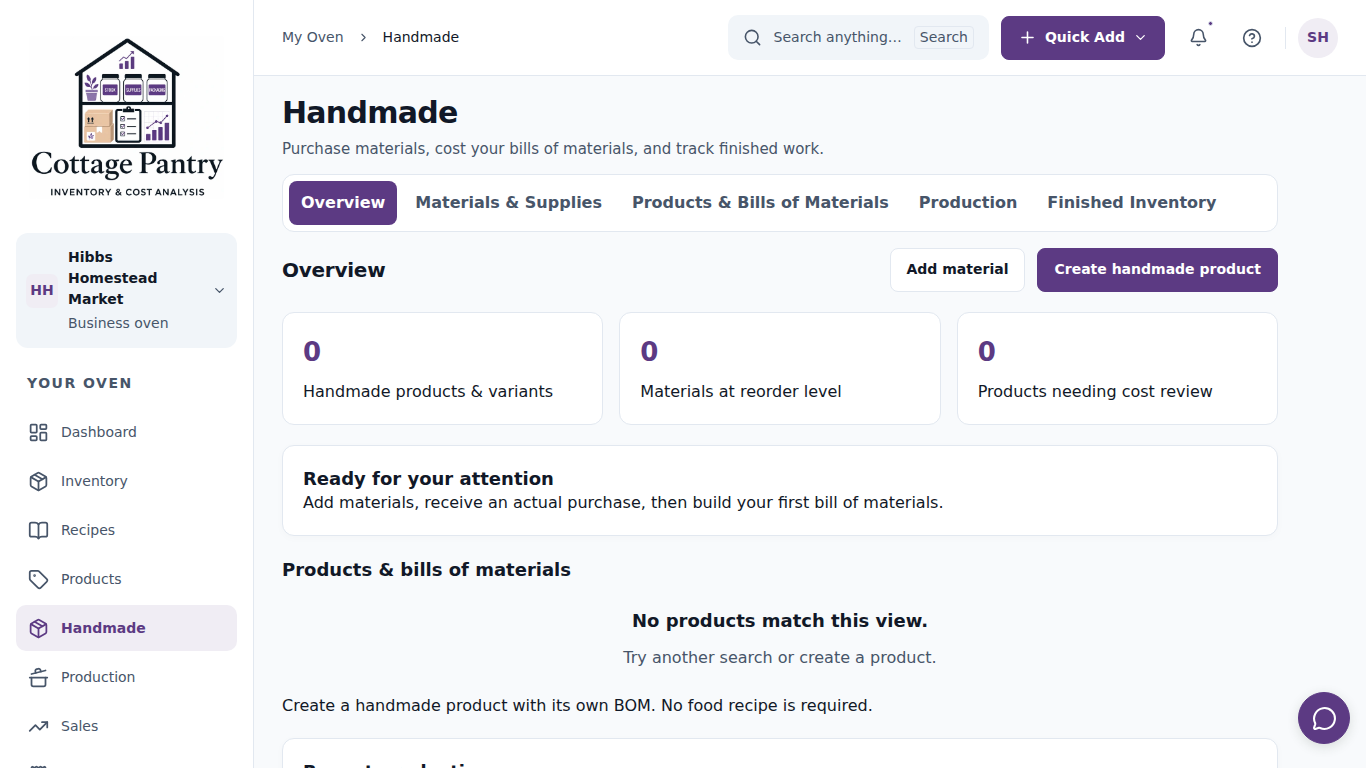 Cottage Pantry
INVENTORY & COST ANALYSIS
HH
Hibbs
Homestead
Market
Business oven
YOUR OVEN
Dashboard
Inventory
Recipes
Products
Handmade
Production
Sales
My Oven
Handmade
Search anything...
Search
Quick Add
SH
Handmade
Purchase materials, cost your bills of materials, and track finished work.
Overview
Materials & Supplies
Products & Bills of Materials
Production
Finished Inventory
Overview
Add material
Create handmade product
0
Handmade products & variants
0
Materials at reorder level
0
Products needing cost review
Ready for your attention
Add materials, receive an actual purchase, then build your first bill of materials.
Products & bills of materials
No products match this view.
Try another search or create a product.
Create a handmade product with its own BOM. No food recipe is required.